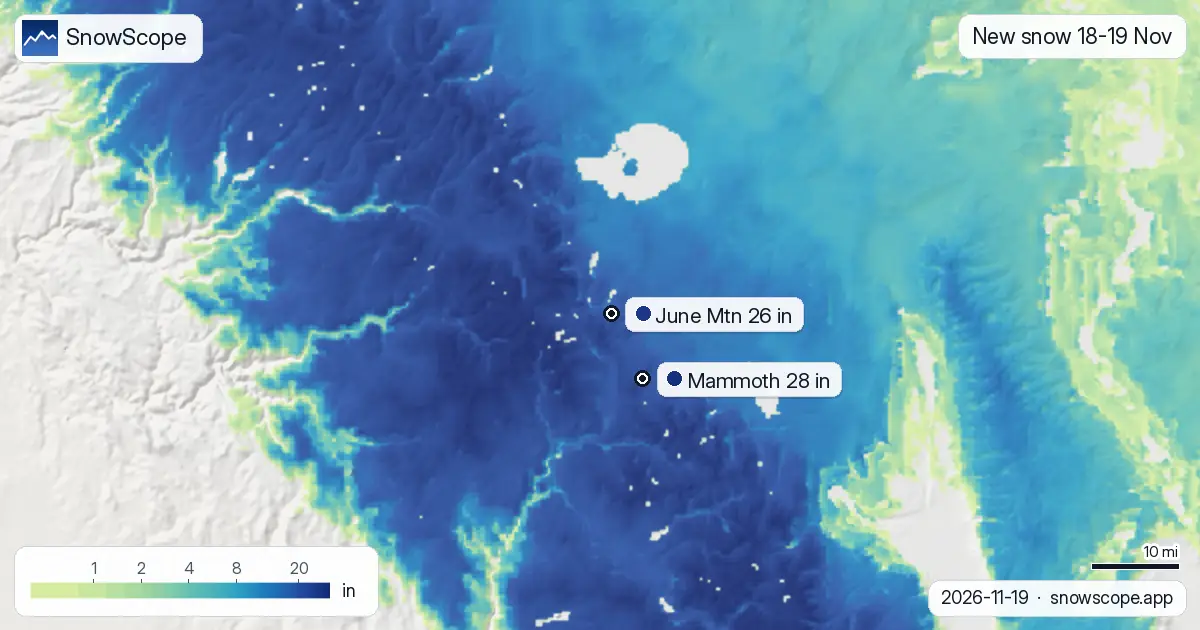 SnowScope
New snow 18-19 Nov
June Mtn 26 in
Mammoth 28 in
1 2 4 8 20
in
10 mi
2026-11-19 · snowscope.app